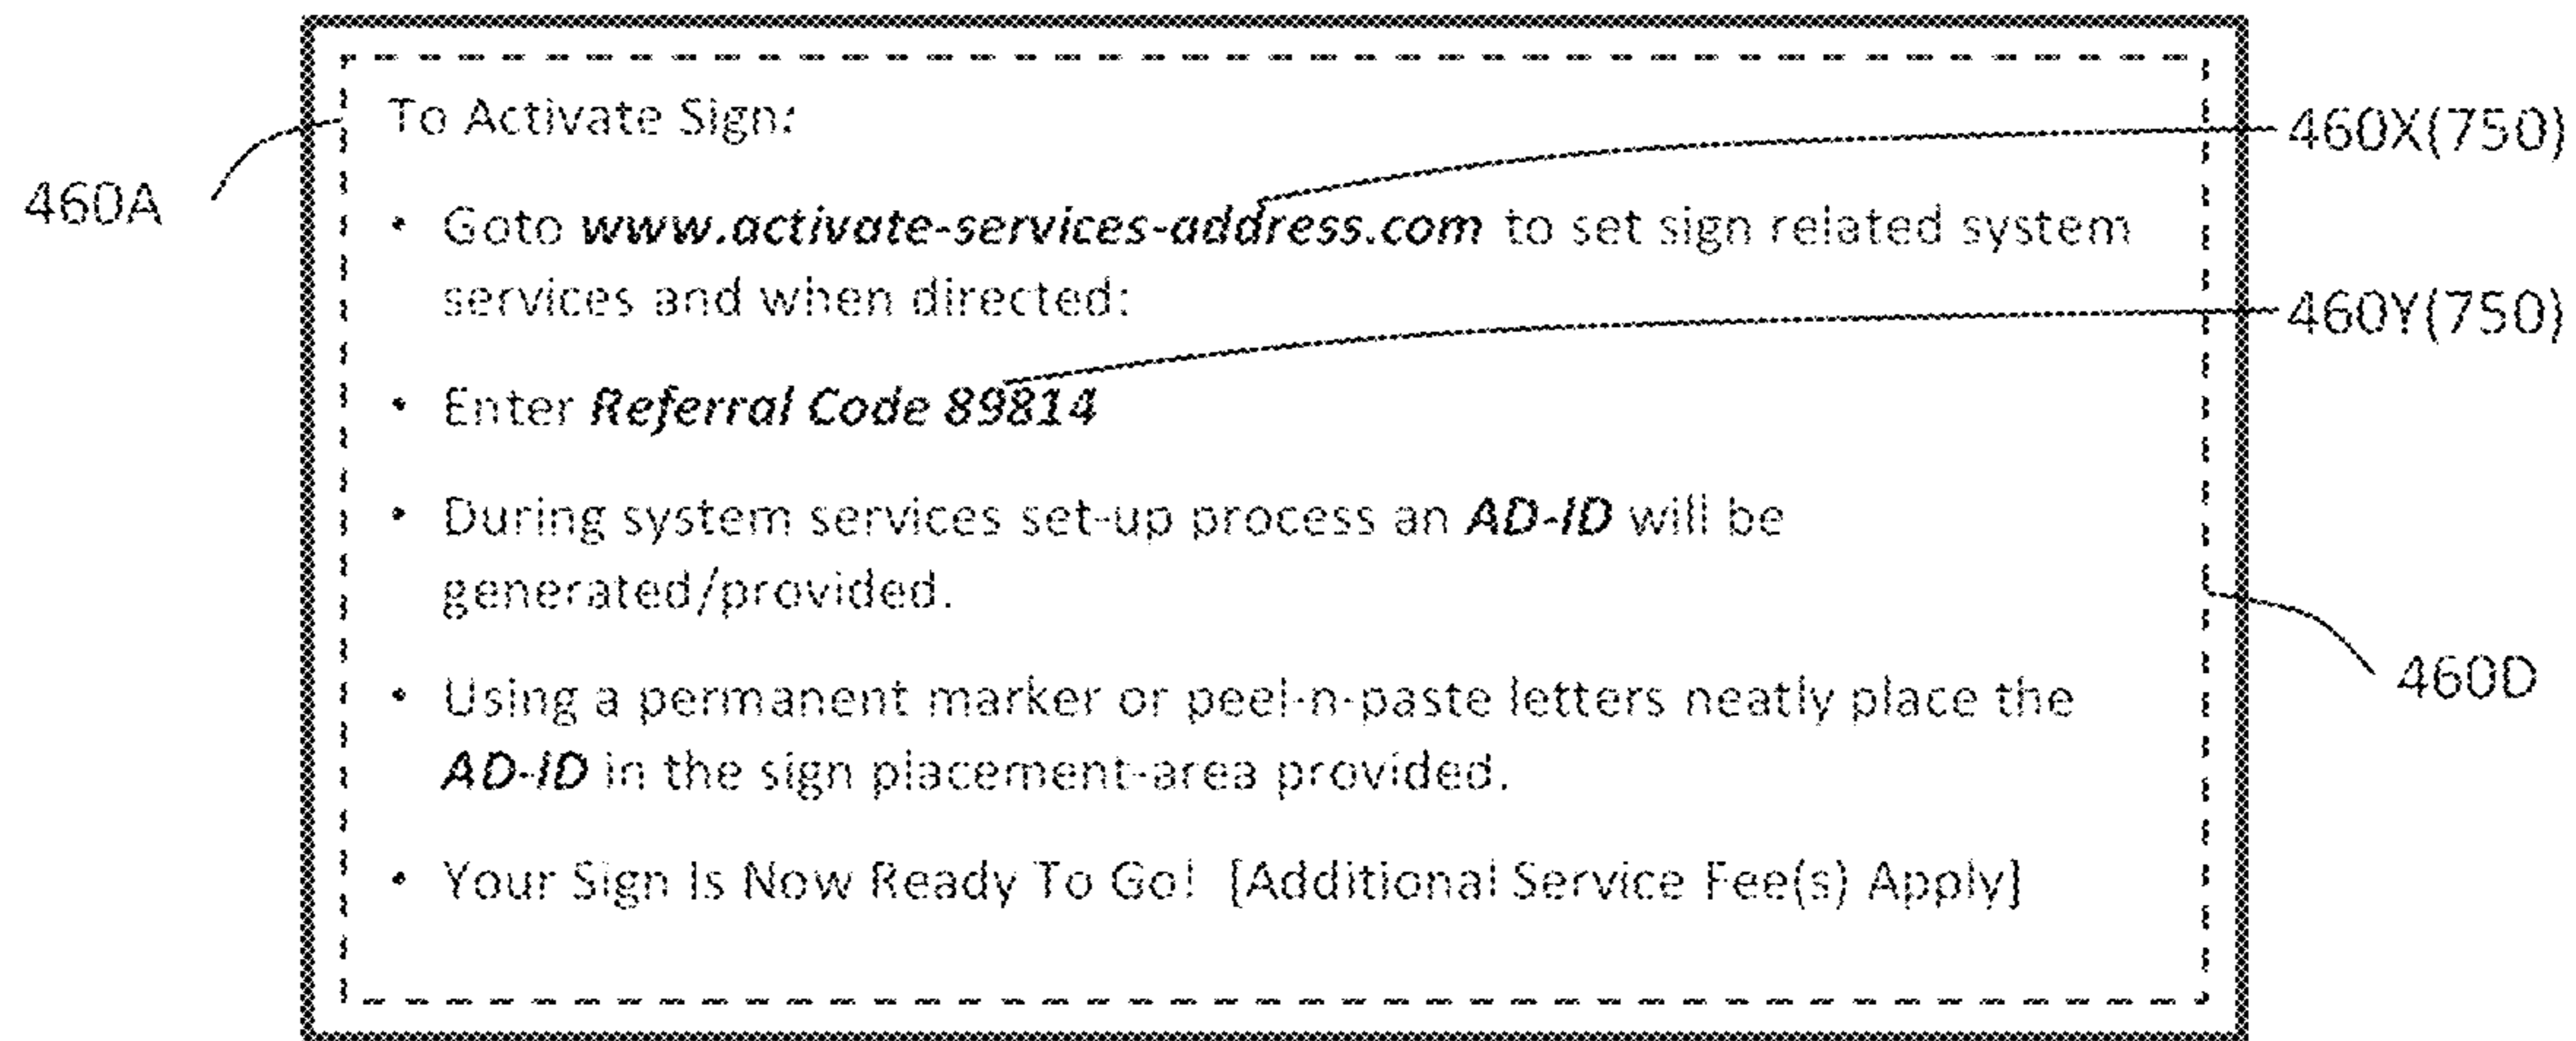 To Activate Sign:
460X(750)
460A
• Goto www.activate-services-address.com to set sign related system
services and when directed:
460Y(750)
• Enter Referral Code 89814
• During system services set-up process an AD-ID will be
generated/provided.
460D
• Using a permanent marker or peel-n-paste letters neatly place the
AD-ID in the sign placement-area provided.
• Your Sign Is Now Ready To Go! [Additional Service Fee(s) Apply]